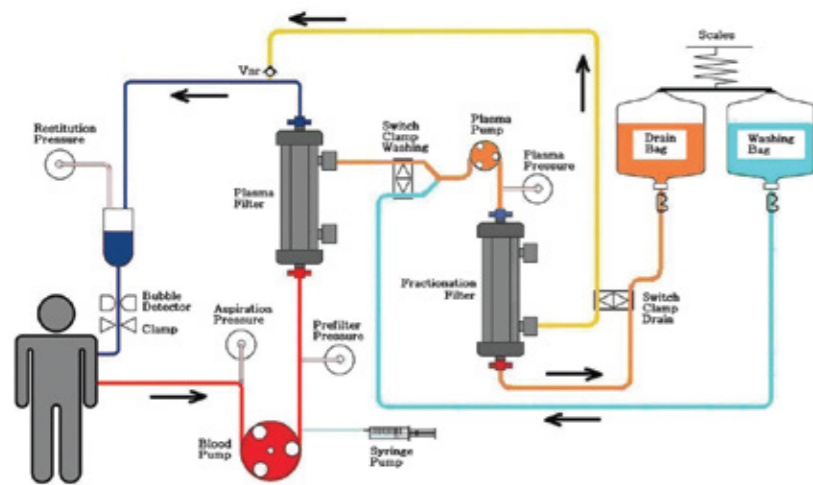 Scales
Vnr
Restitution
Pressure
Switch
Clamp
Washing
Plasma
Pump
Drain
Bag
Washing
Bag
Plasma
Filter
Plasma
Pressure
Fractionation
Filter
Switch
Clamp
Drain
Bubble
Detector
Clamp
Aspiration
Pressure
Prefilter
Pressure
Blood
Pump
Syringe
Pump